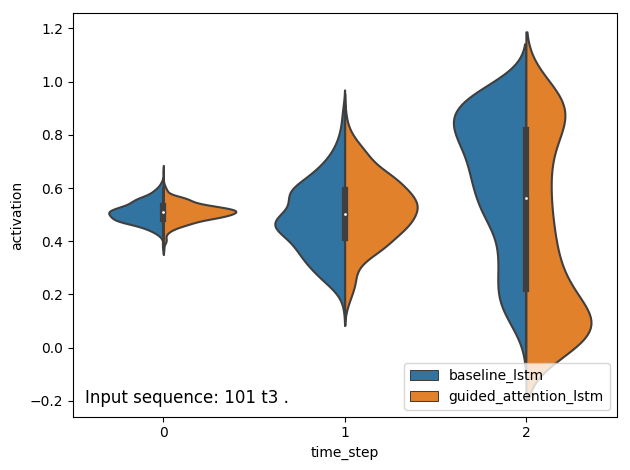 1.2
1.0
0.8
0.6
0.4
0.2
0.0
−0.2
activation
Input sequence: 101 t3 .
baseline_lstm
guided_attention_lstm
0
1
2
time_step